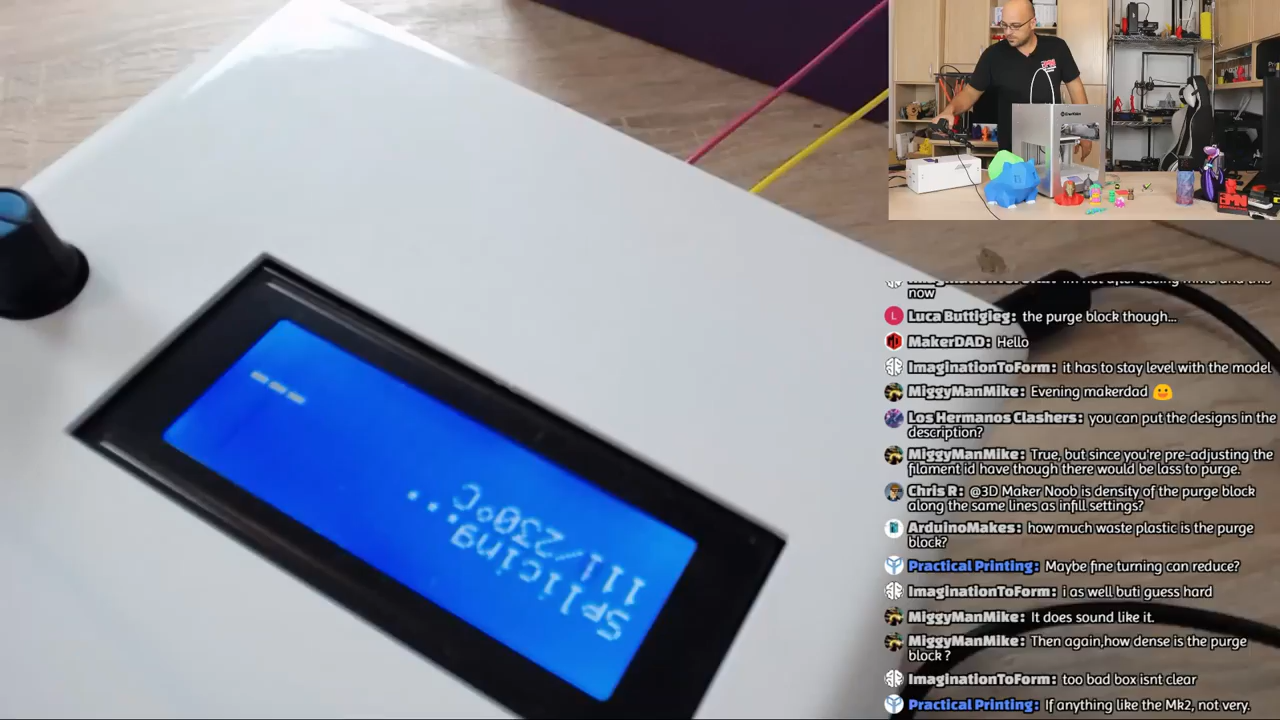 Splicing...
111/230°C
now
Luca Buttigieg: the purge block though...
MakerDAD: Hello
ImaginationToForm: it has to stay level with the model
MiggyManMike: Evening makerdad
Los Hermanos Clashers: you can put the designs in the
description?
MiggyManMike: True, but since you're pre-adjusting the
filament id have though there would be lass to purge.
Chris R: @3D Maker Noob is density of the purge block
along the same lines as infill settings?
ArduinoMakes: how much waste plastic is the purge
block?
Practical Printing: Maybe fine turning can reduce?
ImaginationToForm: i as well buti guess hard
MiggyManMike: It does sound like it.
MiggyManMike: Then again,how dense is the purge
block ?
ImaginationToForm: too bad box isnt clear
Practical Printing: If anything like the Mk2, not very.